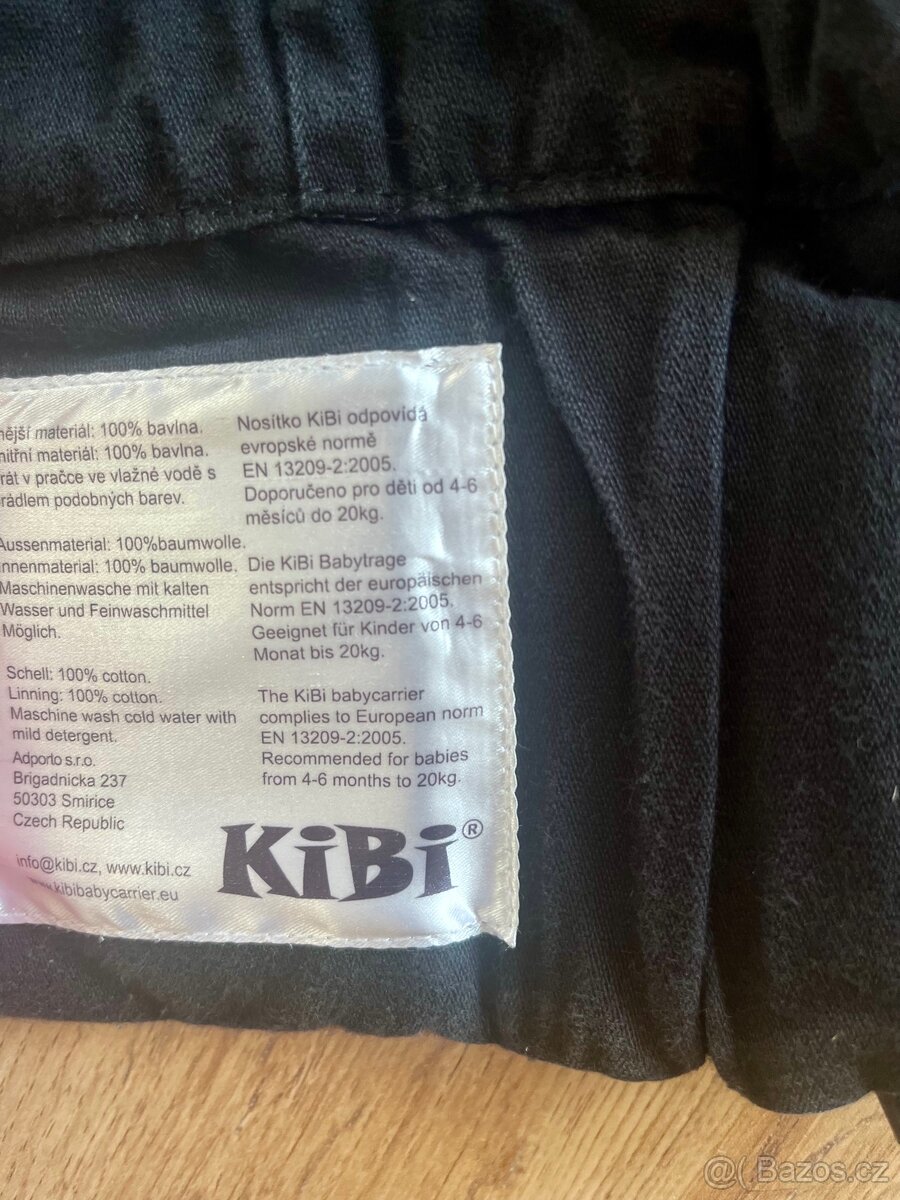 materiál: 100% bavlna.
materiál: 100% bavlna.
v pračce ve vlažné vodě s
podobných barev.
Nosítko KiBi odpovídá
evropské normě
EN 13209-2:2005.
Doporučeno pro děti od 4-6
měsíců do 20kg.
Aussenmaterial: 100%baumwolle.
Innenmaterial: 100% baumwolle.
Maschinenwasche mit kalten
Wasser und Feinwaschmittel
Möglich.
Die KiBi Babytrage
entspricht der europäischen
Norm EN 13209-2:2005.
Geeignet für Kinder von 4-6
Monat bis 20kg.
Schell: 100% cotton.
Linning: 100% cotton.
Maschine wash cold water with
mild detergent.
The KiBi babycarrier
complies to European norm
EN 13209-2:2005.
Recommended for babies
from 4-6 months to 20kg.
Adporto s.r.o.
Brigadnicka 237
50303 Smirice
Czech Republic
info@kibi.cz, www.kibi.cz
www.kibibabycarrier.eu
KiBi®
@( Bazos.cz